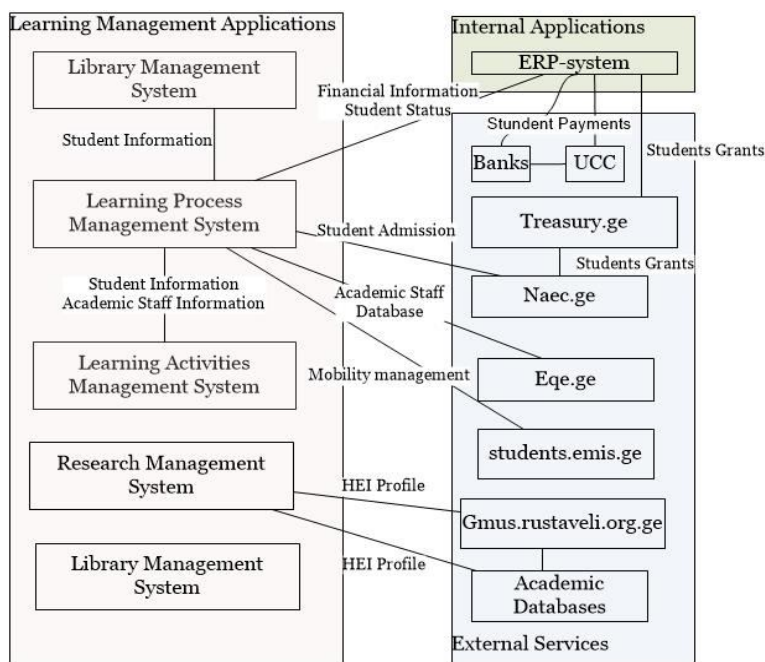 Learning Management Applications
Library Management
System
Student Information
Learning Process
Management System
Student Information
Academic Staff Information
Learning Activities
Management System
Research Management
System
Library Management
System
Financial Information
Student Status
Student Admission
Academic Staff
Database
Mobility management
HEI Profile
HEI Profile
Internal Applications
ERP-system
Stundent Payments
Banks
UCC
Students Grants
Treasury.ge
Students Grants
Naec.ge
Eqe.ge
students.emis.ge
Gmus.rustaveli.org.ge
Academic
Databases
External Services